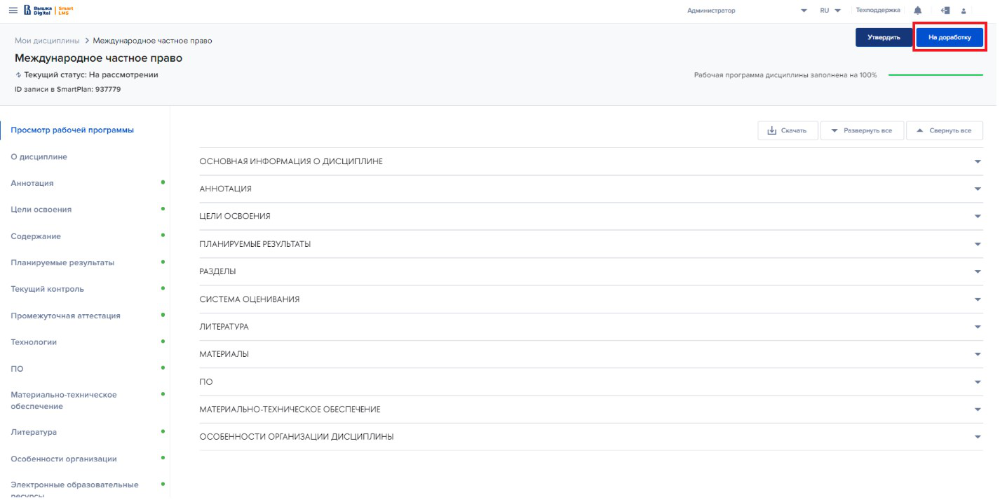 Вышка Digital
Smart LMS
Администратор
RU
Техподдержка
Мои дисциплины > Международное частное право
Утвердить
На доработку
Международное частное право
Текущий статус: На рассмотрении
Рабочая программа дисциплины заполнена на 100%
ID записи в SmartPlan: 937779
Просмотр рабочей программы
О дисциплине
Аннотация
Цели освоения
Содержание
Планируемые результаты
Текущий контроль
Промежуточная аттестация
Технологии
ПО
Материально-техническое
обеспечение
Литература
Особенности организации
Электронные образовательные
ресурсы
Скачать
Развернуть все
Свернуть все
ОСНОВНАЯ ИНФОРМАЦИЯ О ДИСЦИПЛИНЕ
АННОТАЦИЯ
ЦЕЛИ ОСВОЕНИЯ
ПЛАНИРУЕМЫЕ РЕЗУЛЬТАТЫ
РАЗДЕЛЫ
СИСТЕМА ОЦЕНИВАНИЯ
ЛИТЕРАТУРА
МАТЕРИАЛЫ
ПО
МАТЕРИАЛЬНО-ТЕХНИЧЕСКОЕ ОБЕСПЕЧЕНИЕ
ОСОБЕННОСТИ ОРГАНИЗАЦИИ ДИСЦИПЛИНЫ